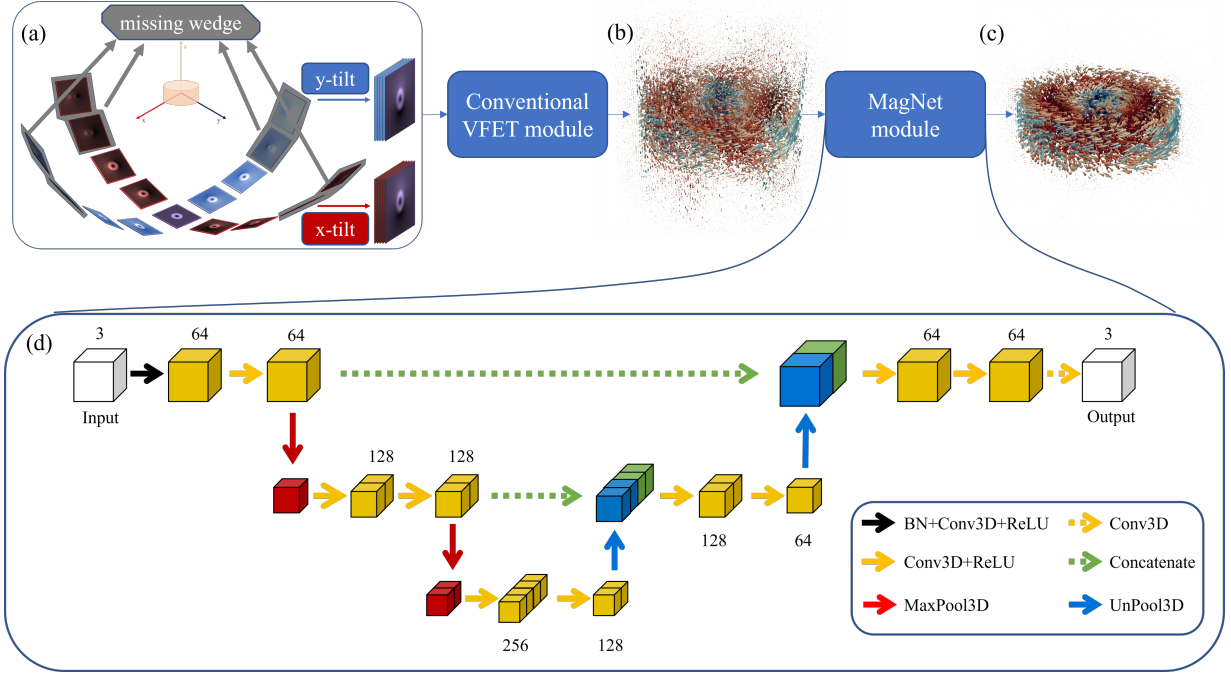 (a)
missing wedge
z
x
y
y-tilt
x-tilt
Conventional
VFET module
(b)
MagNet
module
(c)
(d)
3
64
64
64
64
3
Input
Output
128
128
128
64
256
128
BN+Conv3D+ReLU
Conv3D
Conv3D+ReLU
Concatenate
MaxPool3D
UnPool3D